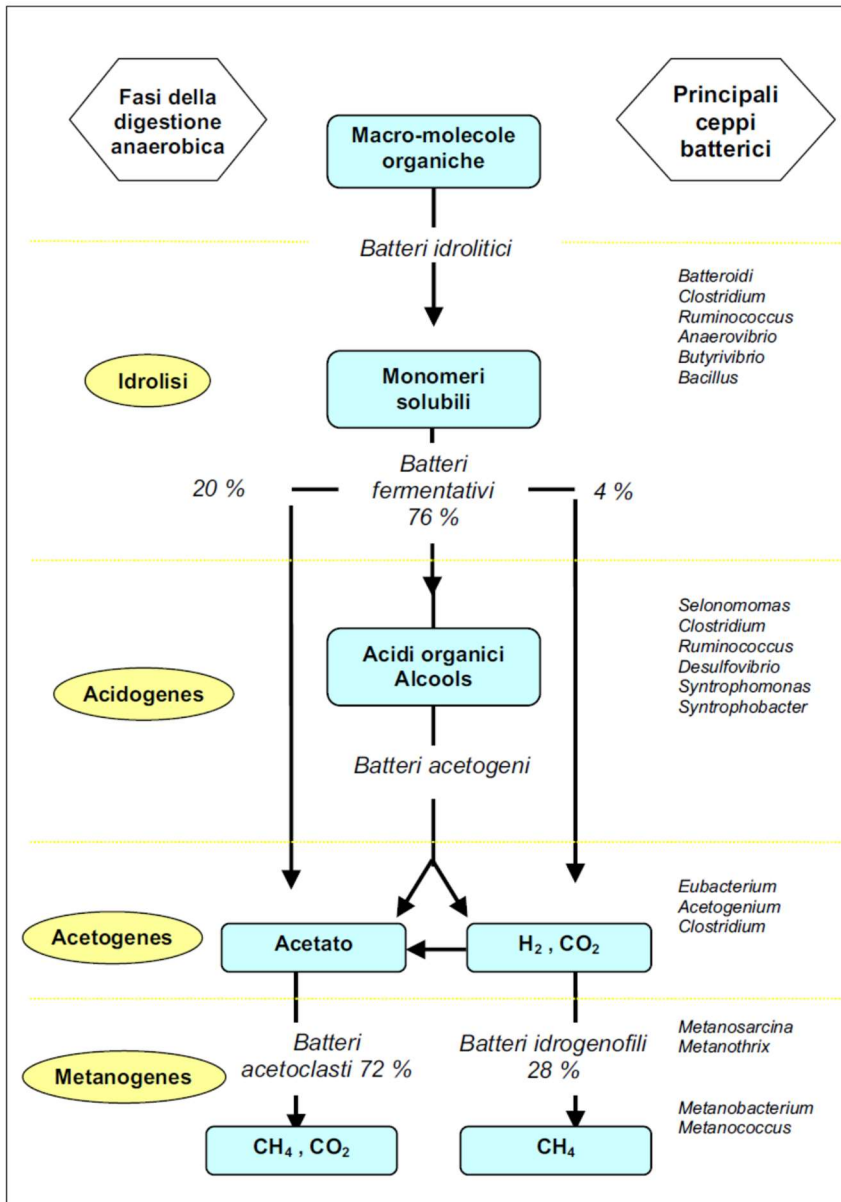 Fasi della
digestione
anaerobica
Macro-molecole
organiche
Principali
ceppi
batterici
Batteri idrolitici
Batteroidi
Clostridium
Ruminococcus
Anaerovibrio
Butyrivibrio
Bacillus
Idrolisi
Monomeri
solubili
20 %
Batteri
fermentativi
76 %
4 %
Selonomomas
Clostridium
Ruminococcus
Desulfovibrio
Syntrophomonas
Syntrophobacter
Acidogenes
Acidi organici
Alcools
Batteri acetogeni
Eubacterium
Acetogenium
Clostridium
Acetogenes
Acetato
H₂ , CO₂
Metanogenes
Batteri
acetoclasti 72 %
Batteri idrogenofili
28 %
Metanosarcina
Metanothrix
Metanobacterium
Metanococcus
CH₄ , CO₂
CH₄